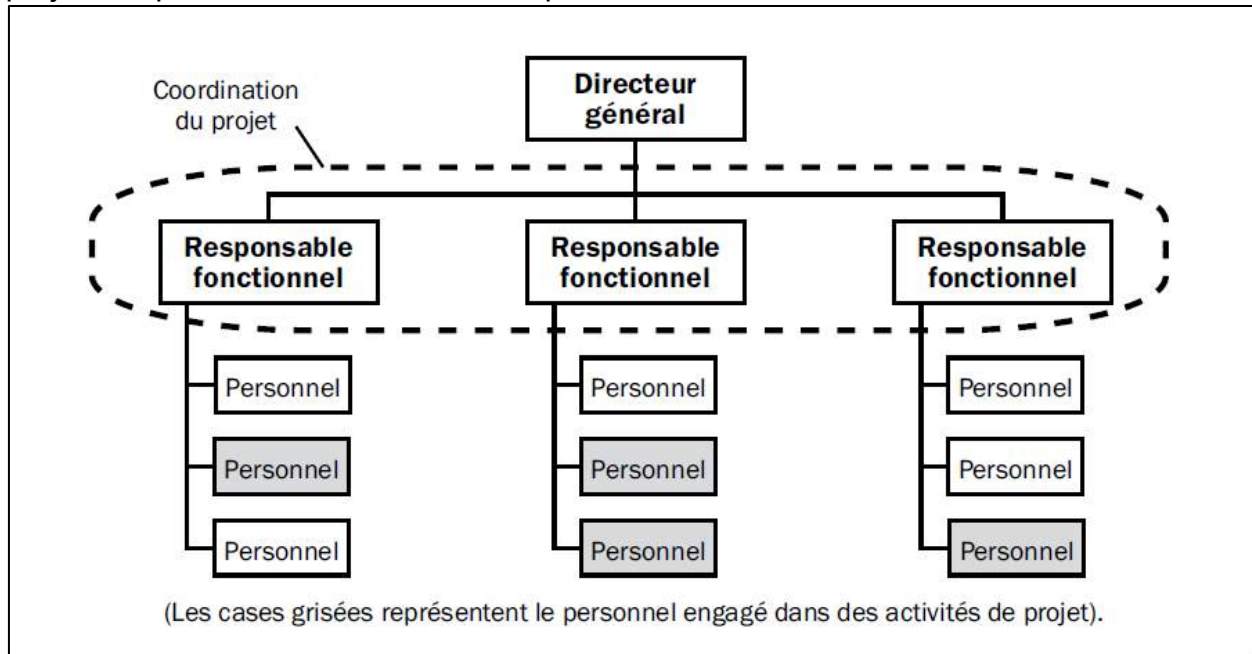 Directeur
général
Coordination
du projet
Responsable
fonctionnel
Responsable
fonctionnel
Responsable
fonctionnel
Personnel
Personnel
Personnel
Personnel
Personnel
Personnel
Personnel
Personnel
Personnel
(Les cases grisées représentent le personnel engagé dans des activités de projet).